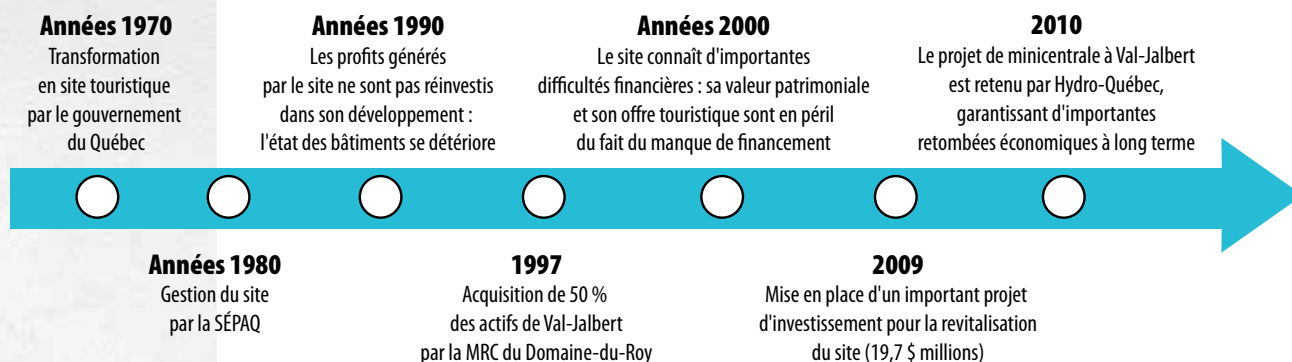 Années 1970
Transformation
en site touristique
par le gouvernement
du Québec
Années 1980
Gestion du site
par la SÉPAQ
Années 1990
Les profits générés
par le site ne sont pas réinvestis
dans son développement :
l'état des bâtiments se détériore
1997
Acquisition de 50 %
des actifs de Val-Jalbert
par la MRC du Domaine-du-Roy
Années 2000
Le site connaît d'importantes
difficultés financières : sa valeur patrimoniale
et son offre touristique sont en péril
du fait du manque de financement
2009
Mise en place d'un important projet
d'investissement pour la revitalisation
du site (19,7 $ millions)
2010
Le projet de minicentrale à Val-Jalbert
est retenu par Hydro-Québec,
garantissant d'importantes
retombées économiques à long terme